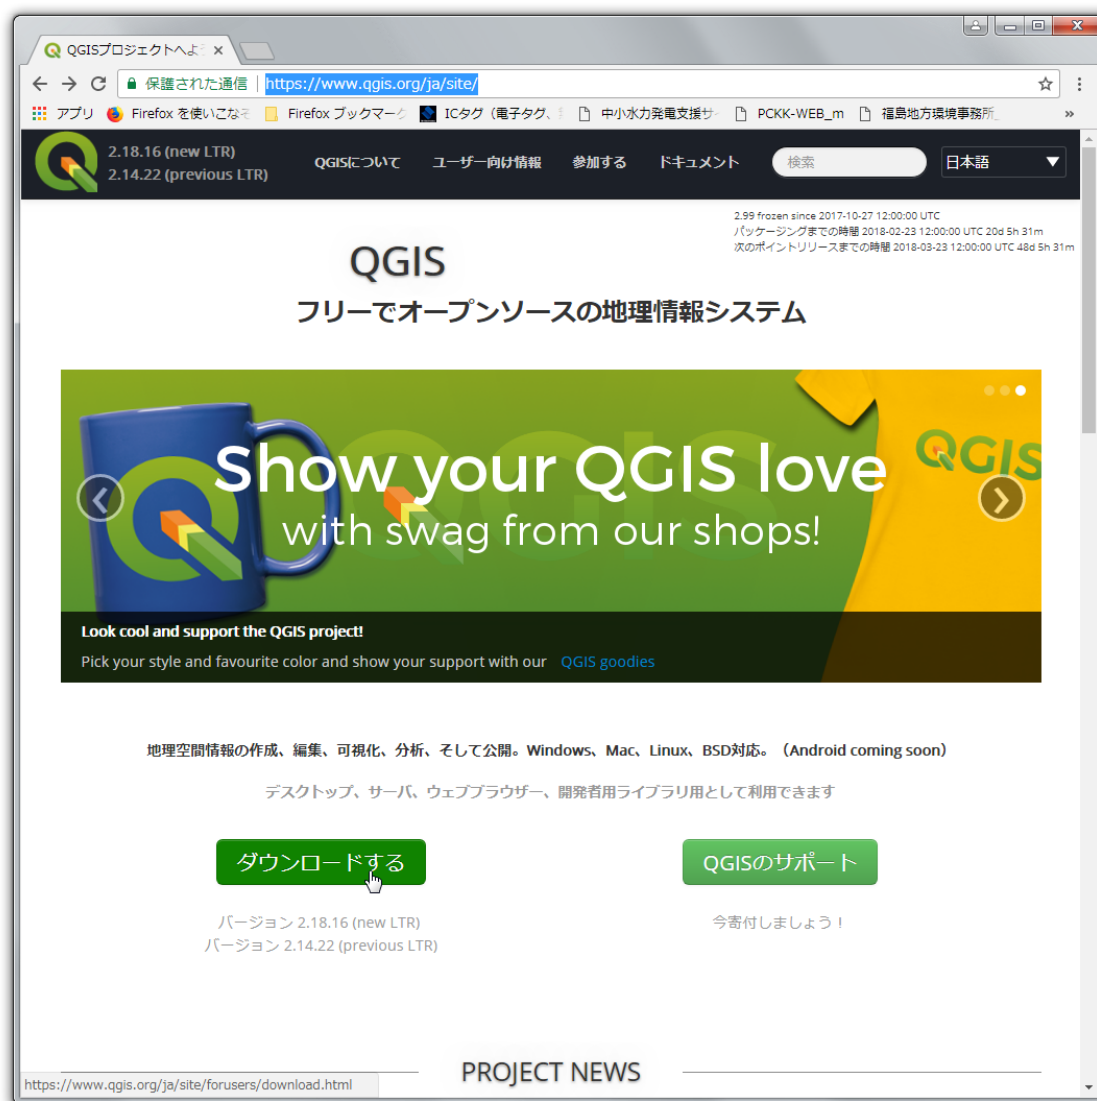 QGISプロジェクトへよ
保護された通信 https://www.qgis.org/ja/site/
アプリ Firefox を使いこなそ Firefox ブックマーク ICタグ（電子タグ、 中小水力発電支援サ PCKK-WEB_m 福島地方環境事務所_ »
2.18.16 (new LTR)
2.14.22 (previous LTR)
QGISについて ユーザー向け情報 参加する ドキュメント 検索 日本語
2.99 frozen since 2017-10-27 12:00:00 UTC
パッケージングまでの時間 2018-02-23 12:00:00 UTC 20d 5h 31m
次のポイントリリースまでの時間 2018-03-23 12:00:00 UTC 48d 5h 31m
QGIS
フリーでオープンソースの地理情報システム
QGIS
Show your QGIS love
with swag from our shops!
Look cool and support the QGIS project!
Pick your style and favourite color and show your support with our QGIS goodies
地理空間情報の作成、編集、可視化、分析、そして公開。Windows、Mac、Linux、BSD対応。（Android coming soon）
デスクトップ、サーバ、ウェブブラウザー、開発者用ライブラリ用として利用できます
ダウンロードする QGISのサポート
バージョン 2.18.16 (new LTR) 今寄付しましょう！
バージョン 2.14.22 (previous LTR)
PROJECT NEWS
https://www.qgis.org/ja/site/forusers/download.html